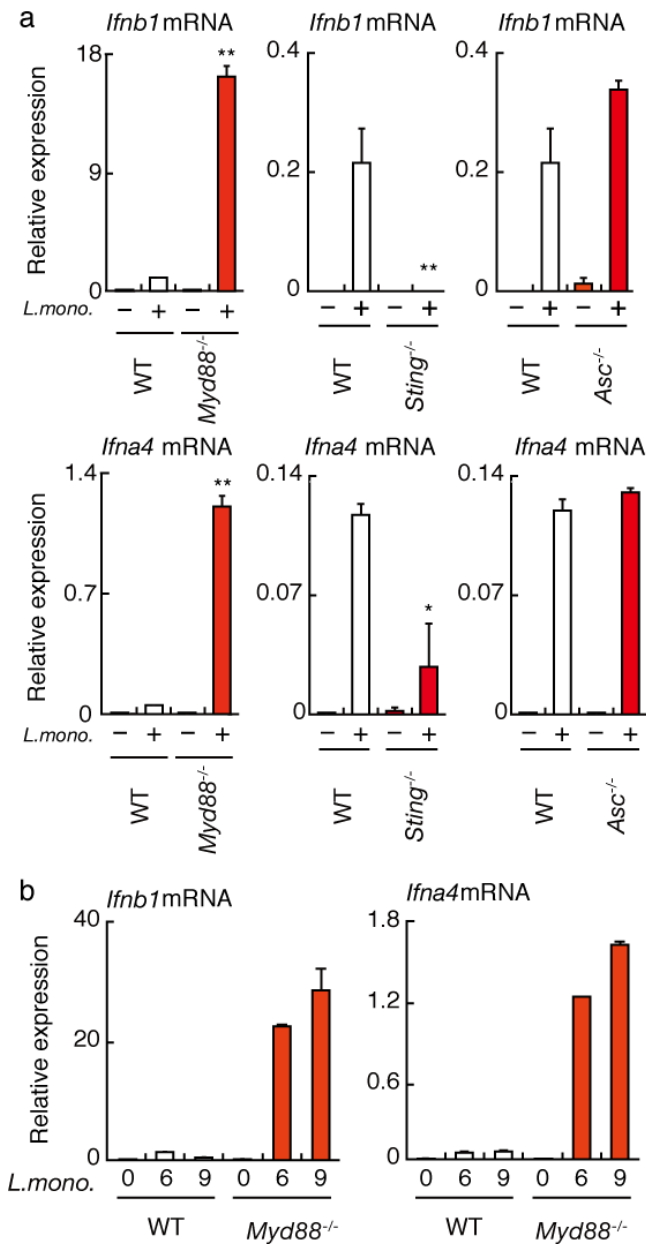 a
Ifnb1 mRNA Ifnb1 mRNA Ifnb1 mRNA
Relative expression
18 0.4 0.4
** 
9 0.2 0.2
**
0 0 0
L.mono. − + − + − + − + − + − +
WT Myd88-/- WT Sting-/- WT Asc-/-
Ifna4 mRNA Ifna4 mRNA Ifna4 mRNA
Relative expression
1.4 0.14 0.14
**
0.7 0.07 0.07
*
0 0 0
L.mono. − + − + − + − + − + − +
WT Myd88-/- WT Sting-/- WT Asc-/-
b
Ifnb1 mRNA Ifna4 mRNA
Relative expression
40 1.8
1.2
20
0.6
0 0
L.mono. 0 6 9 0 6 9 0 6 9 0 6 9
WT Myd88-/- WT Myd88-/-